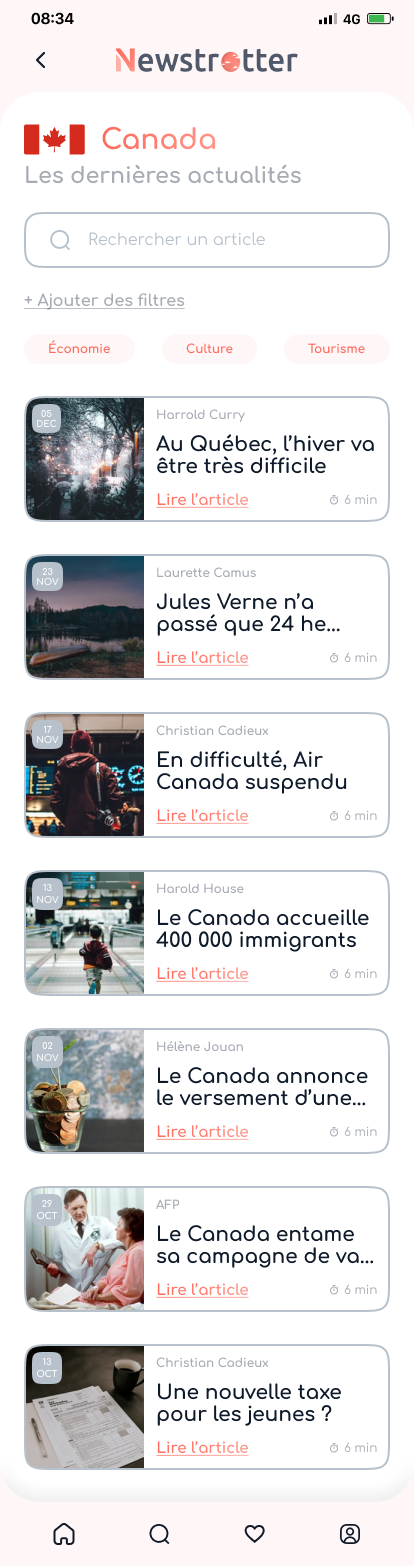 08:34
4G
Newstrotter
Canada
Les dernières actualités
Rechercher un article
+ Ajouter des filtres
Économie
Culture
Tourisme
05
DEC
Harrold Curry
Au Québec, l'hiver va
être très difficile
Lire l'article
6 min
23
NOV
Laurette Camus
Jules Verne n'a
passé que 24 he...
Lire l'article
6 min
17
NOV
Christian Cadieux
En difficulté, Air
Canada suspendu
Lire l'article
6 min
13
NOV
Harold House
Le Canada accueille
400 000 immigrants
Lire l'article
6 min
02
NOV
Hélène Jouan
Le Canada annonce
le versement d'une...
Lire l'article
6 min
29
OCT
AFP
Le Canada entame
sa campagne de va...
Lire l'article
6 min
13
OCT
Christian Cadieux
Une nouvelle taxe
pour les jeunes ?
Lire l'article
6 min